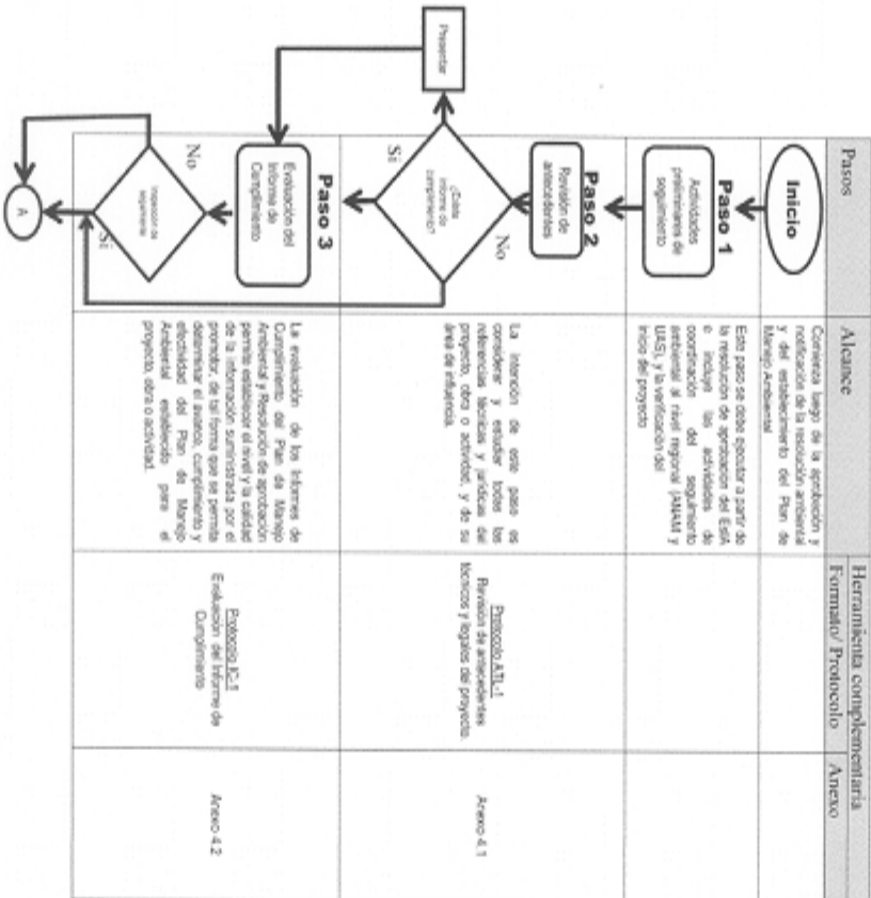 Pasos
Alcance
Herramienta complementaria
Formato/ Protocolo
Anexo
Inicio
Comienza luego de la aprobación y
notificación de la resolución ambiental
y del establecimiento del Plan de
Manejo Ambiental
Paso 1
Actividades
preliminares de
seguimiento
Este paso se debe ejecutar a partir de
la resolución de aprobación del EsIA
e incluye las actividades de
coordinación del seguimiento
ambiental al nivel regional (ANAM y
UAS), y la verificación del
inicio del proyecto
Paso 2
Revisión de
antecedentes
¿Existe
informe de
cumplimiento?
No
Si
Presentar
La intención de este paso es
considerar y estudiar todas las
referencias técnicas y jurídicas del
proyecto, obra o actividad, y de su
área de influencia.
Protocolo ATL-1
Revisión de antecedentes
técnicos y legales del proyecto.
Anexo 4.1
Paso 3
Evaluación del
Informe de
Cumplimiento
No
Inspección de
seguimiento
Si
A
La evaluación de los Informes de
Cumplimiento del Plan de Manejo
Ambiental y Resolución de aprobación
permite establecer el nivel y la calidad
de la información suministrada por el
promotor, de tal forma que se permita
determinar el avance, cumplimiento y
efectividad del Plan de Manejo
Ambiental establecido para el
proyecto, obra o actividad.
Protocolo IC-1
Evaluación del Informe de
Cumplimiento
Anexo 4.2